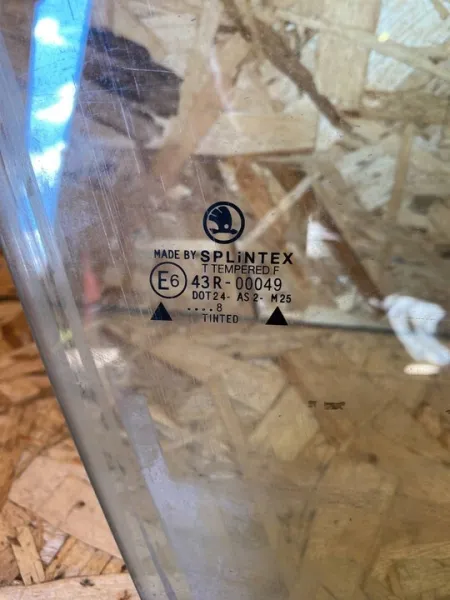 MADE BY SPLiNTEX
T TEMPERED F
E6 43R-00049
DOT24- AS2- M25
....8
TINTED